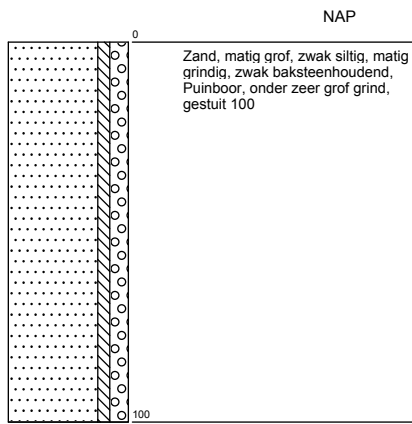 NAP
0
Zand, matig grof, zwak siltig, matig
grindig, zwak baksteenhoudend,
Puinboor, onder zeer grof grind,
gestuit 100
100